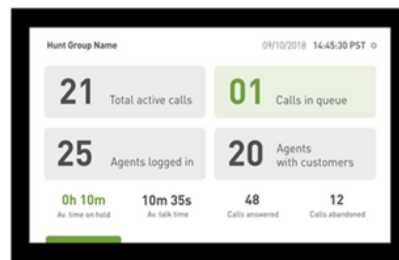 Hunt Group Name
09/10/2018 14:45:30 PST
21 Total active calls
01 Calls in queue
25 Agents logged in
20 Agents
with customers
0h 10m
Av. time on hold
10m 35s
Av. talk time
48
Calls answered
12
Calls abandoned